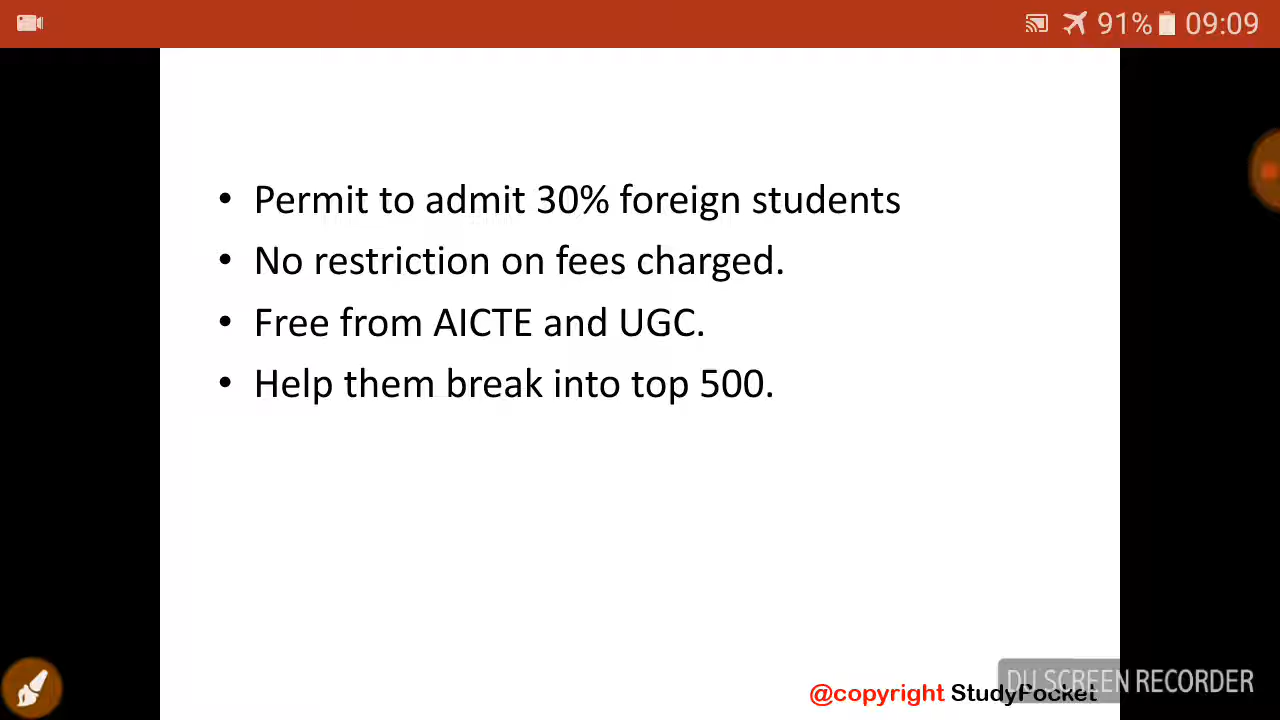 91% 09:09
• Permit to admit 30% foreign students
• No restriction on fees charged.
• Free from AICTE and UGC.
• Help them break into top 500.
DU SCREEN RECORDER
@copyright StudyPocket